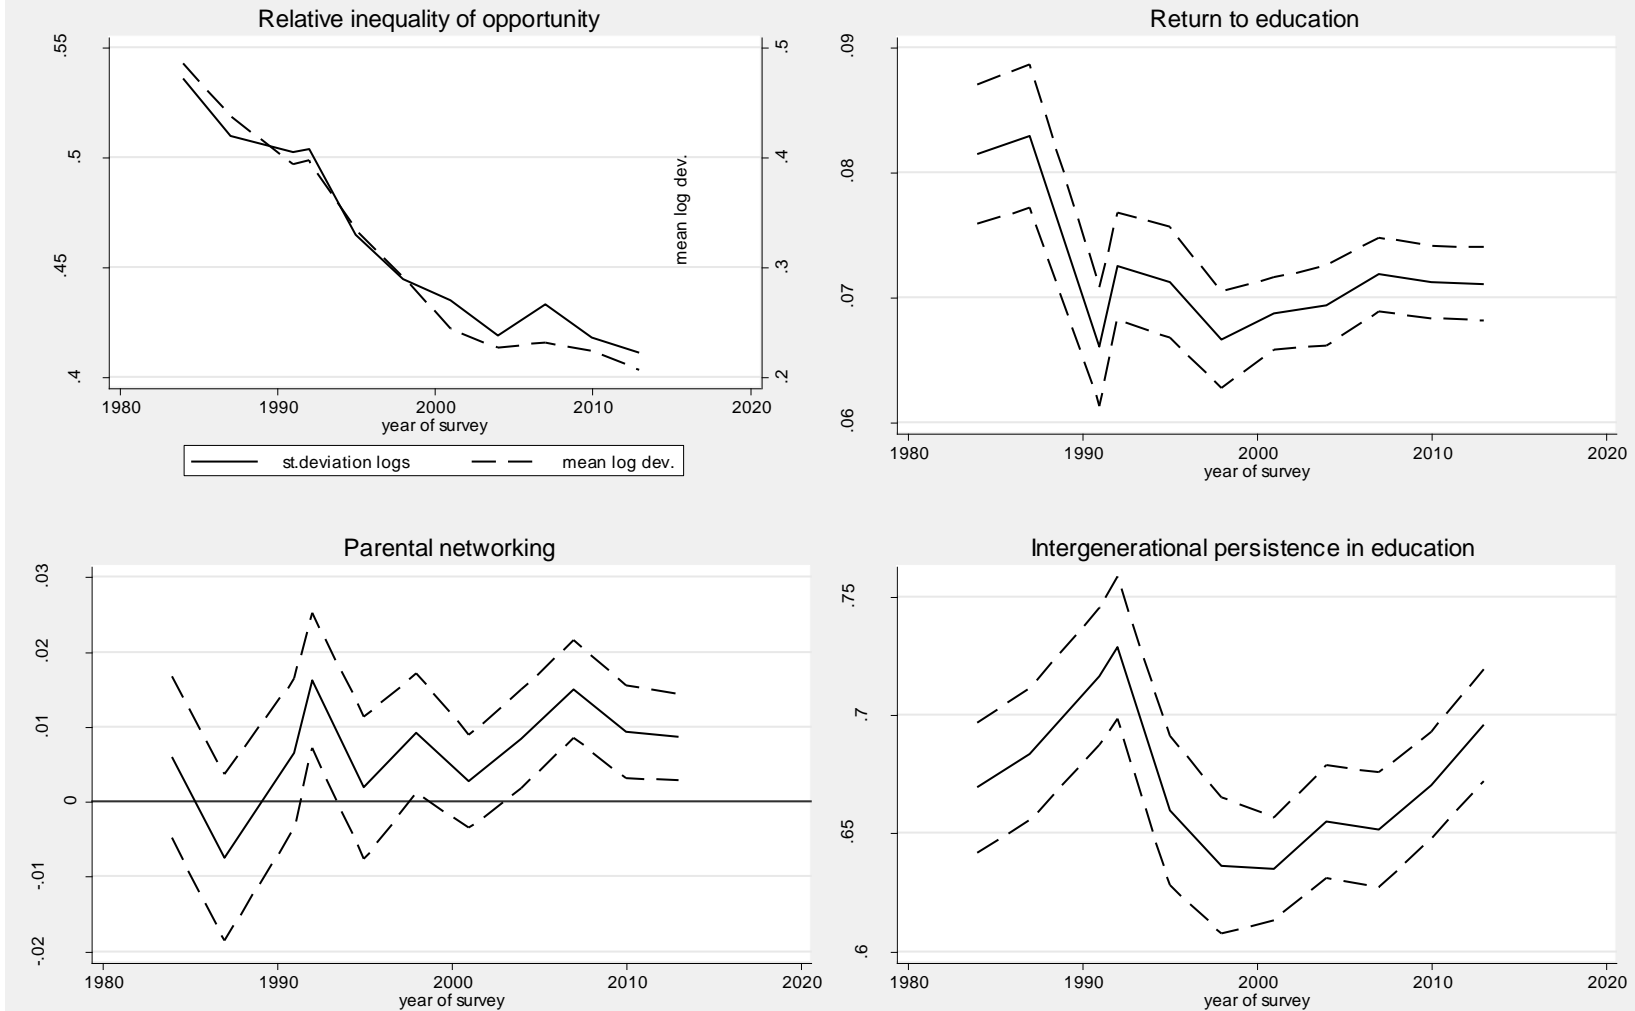 Relative inequality of opportunity
.55
.5
.45
.4
.5
.4
.3
.2
mean log dev.
1980 1990 2000 2010 2020
year of survey
st.deviation logs mean log dev.
Return to education
.09
.08
.07
.06
1980 1990 2000 2010 2020
year of survey
Parental networking
.03
.02
.01
0
-.01
-.02
1980 1990 2000 2010 2020
year of survey
Intergenerational persistence in education
.75
.7
.65
.6
1980 1990 2000 2010 2020
year of survey